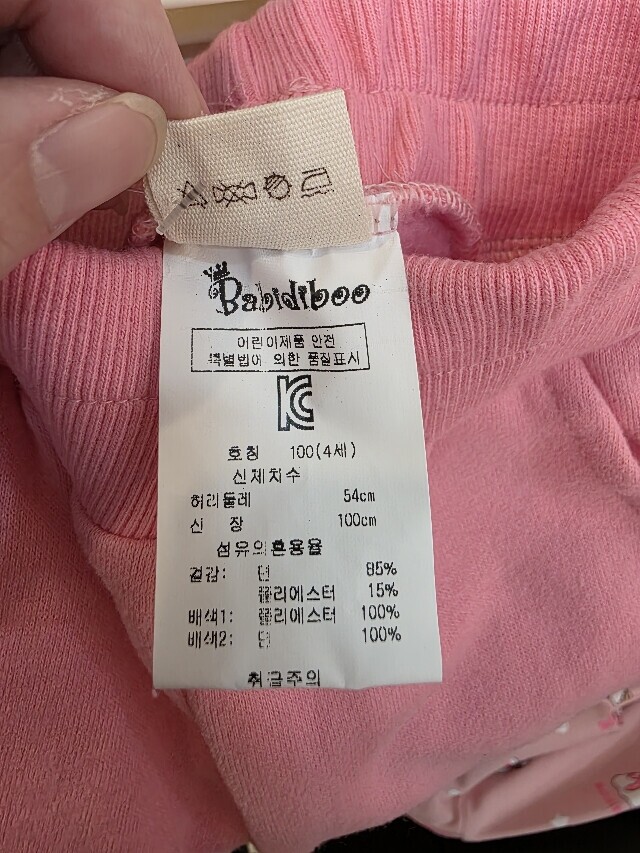 Babidiboo
어린이제품 안전
특별법에 의한 품질표시
KC
호칭 100(4세)
신체치수
허리둘레 54cm
신 장 100cm
섬유의혼용율
겉감: 면 85%
폴리에스터 15%
배색1: 폴리에스터 100%
배색2: 면 100%
취급주의